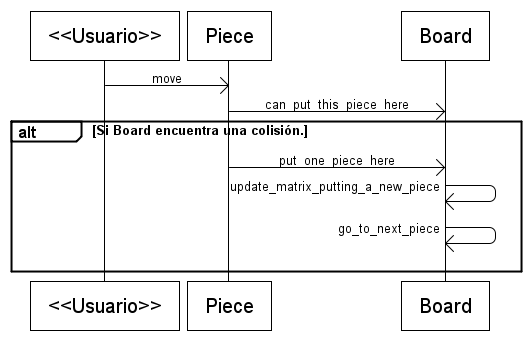 <<Usuario>> Piece Board
move
can_put_this_piece_here
alt [Si Board encuentra una colisión.]
put_one_piece_here
update_matrix_putting_a_new_piece
go_to_next_piece
<<Usuario>> Piece Board